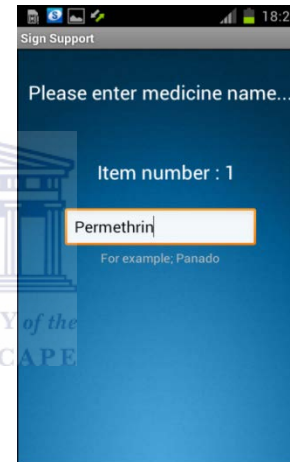 18:2
Sign Support
Please enter medicine name...
Item number : 1
Permethrin
For example; Panado
Y of the
CAPE